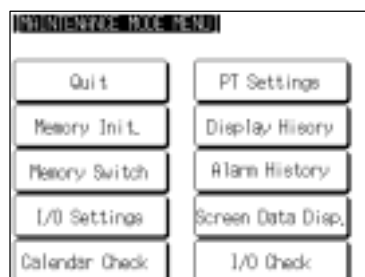 [MAINTENANCE MODE MENU]
Quit
PT Settings
Memory Init.
Display Hisory
Memory Switch
Alarm History
I/O Settings
Screen Data Disp.
Calendar Check
I/O Check